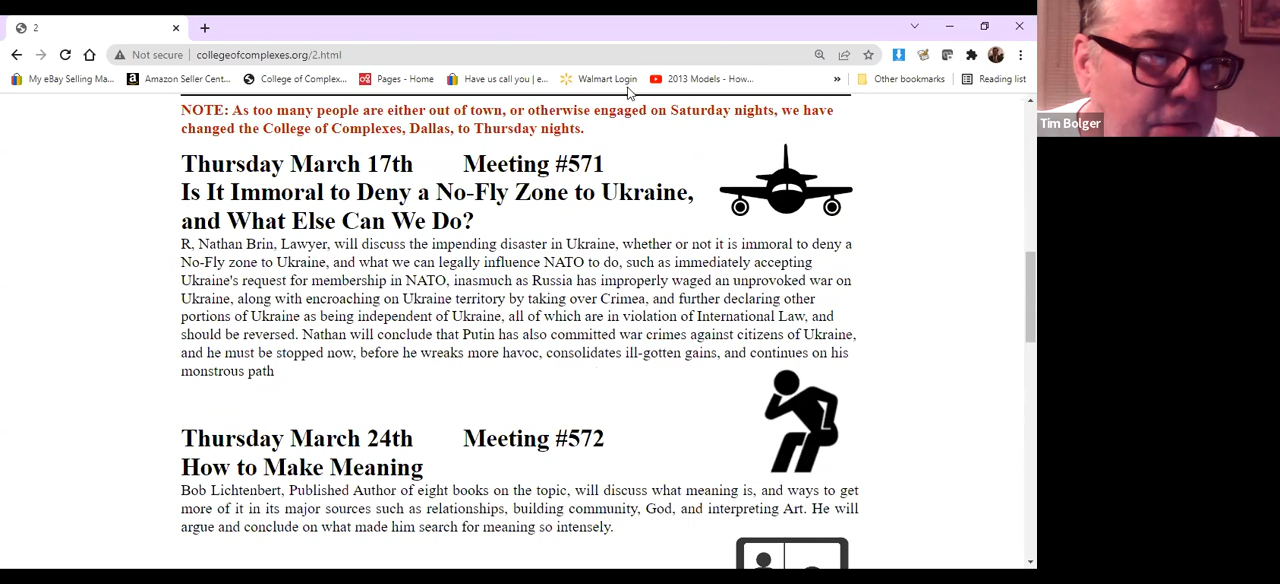 2
Not secure
collegeofcomplexes.org/2.html
My eBay Selling Ma...
Amazon Seller Cent...
College of Complex...
Pages - Home
Have us call you | e...
Walmart Login
2013 Models - How...
»
Other bookmarks
Reading list
Tim Bolger
NOTE: As too many people are either out of town, or otherwise engaged on Saturday nights, we have
changed the College of Complexes, Dallas, to Thursday nights.
Thursday March 17th Meeting #571
Is It Immoral to Deny a No-Fly Zone to Ukraine,
and What Else Can We Do?
R, Nathan Brin, Lawyer, will discuss the impending disaster in Ukraine, whether or not it is immoral to deny a
No-Fly zone to Ukraine, and what we can legally influence NATO to do, such as immediately accepting
Ukraine's request for membership in NATO, inasmuch as Russia has improperly waged an unprovoked war on
Ukraine, along with encroaching on Ukraine territory by taking over Crimea, and further declaring other
portions of Ukraine as being independent of Ukraine, all of which are in violation of International Law, and
should be reversed. Nathan will conclude that Putin has also committed war crimes against citizens of Ukraine,
and he must be stopped now, before he wreaks more havoc, consolidates ill-gotten gains, and continues on his
monstrous path
Thursday March 24th Meeting #572
How to Make Meaning
Bob Lichtenbert, Published Author of eight books on the topic, will discuss what meaning is, and ways to get
more of it in its major sources such as relationships, building community, God, and interpreting Art. He will
argue and conclude on what made him search for meaning so intensely.